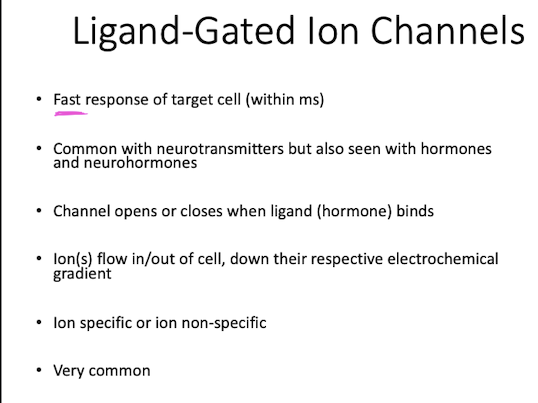 Ligand-Gated Ion Channels
• Fast response of target cell (within ms)
• Common with neurotransmitters but also seen with hormones
and neurohormones
• Channel opens or closes when ligand (hormone) binds
• Ion(s) flow in/out of cell, down their respective electrochemical
gradient
• Ion specific or ion non-specific
• Very common